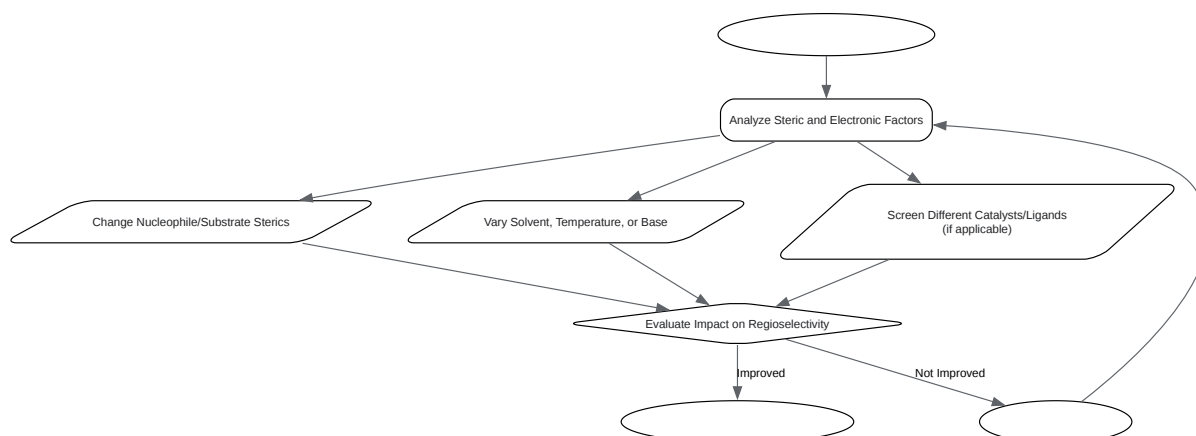 Analyze Steric and Electronic Factors
Change Nucleophile/Substrate Sterics
Vary Solvent, Temperature, or Base
Screen Different Catalysts/Ligands
(if applicable)
Evaluate Impact on Regioselectivity
Improved
Not Improved